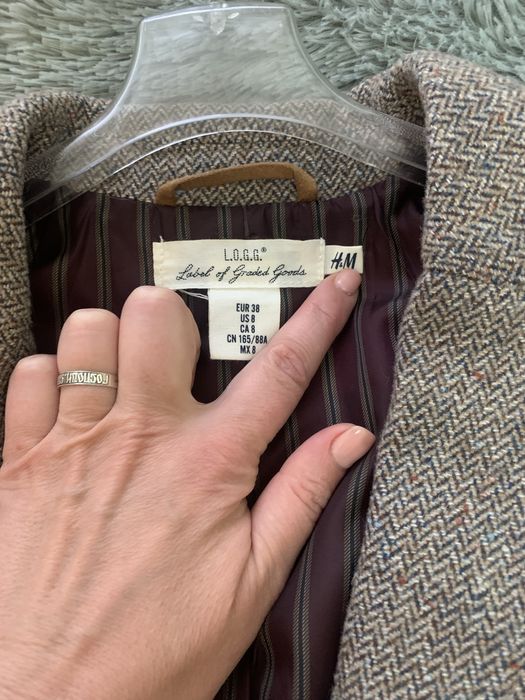 L.O.G.G.®
Label of Graded Goods
H&M
EUR 38
US 8
CA 8
CN 165/88A
MX 8